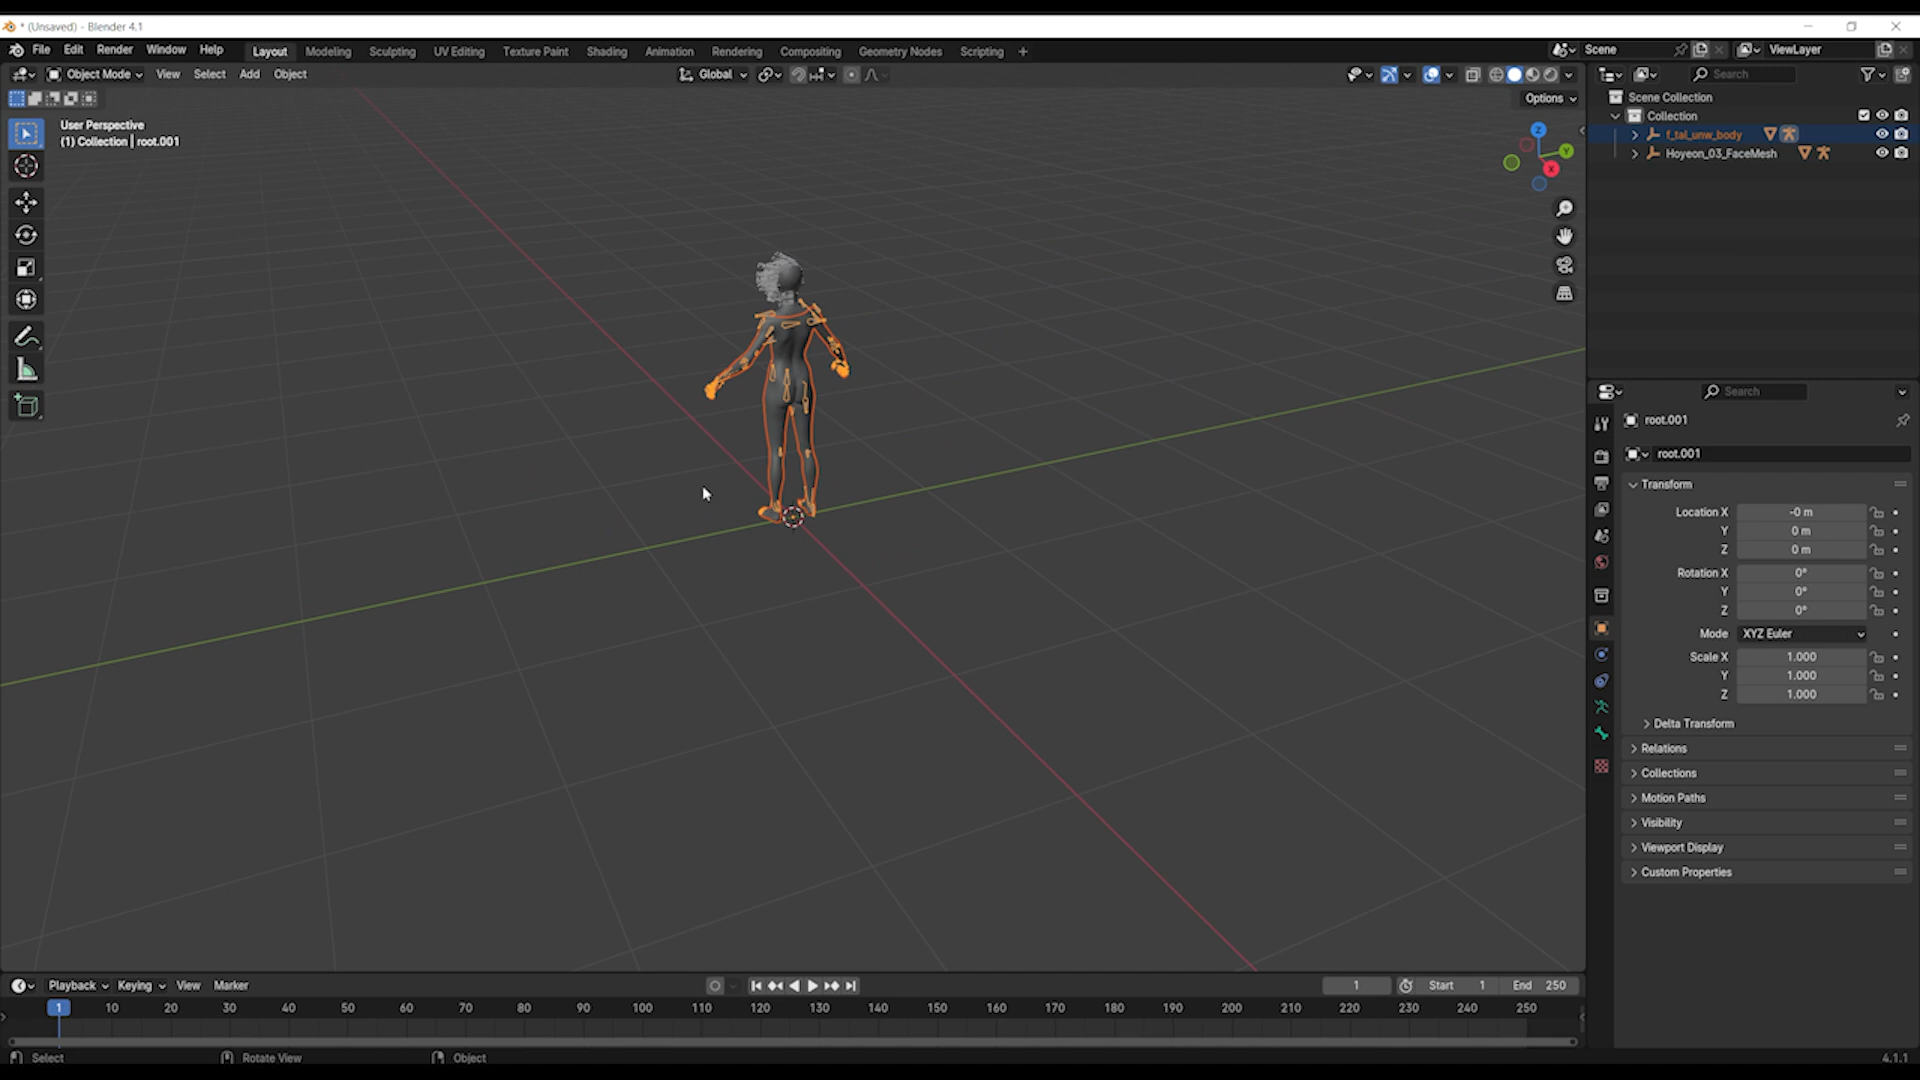 * (Unsaved) - Blender 4.1
File Edit Render Window Help Layout Modeling Sculpting UV Editing Texture Paint Shading Animation Rendering Compositing Geometry Nodes Scripting + Scene ViewLayer
Object Mode View Select Add Object Global Search
Options
User Perspective
(1) Collection | root.001
Z
Y
X
Scene Collection
Collection
f_tal_unw_body
Hoyeon_03_FaceMesh
Search
root.001
root.001
Transform
Location X -0 m
Y 0 m
Z 0 m
Rotation X 0°
Y 0°
Z 0°
Mode XYZ Euler
Scale X 1.000
Y 1.000
Z 1.000
Delta Transform
Relations
Collections
Motion Paths
Visibility
Viewport Display
Custom Properties
Playback Keying View Marker 1 Start 1 End 250
1 10 20 30 40 50 60 70 80 90 100 110 120 130 140 150 160 170 180 190 200 210 220 230 240 250
Select Rotate View Object 4.1.1